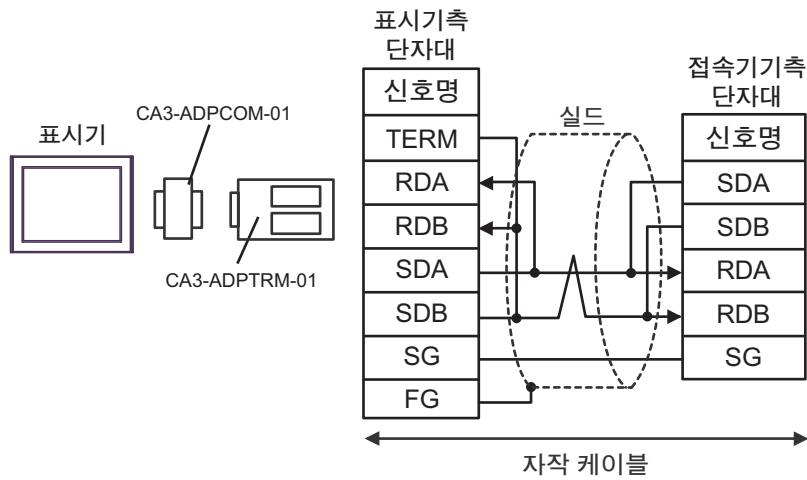 표시기
CA3-ADPCOM-01
CA3-ADPTRM-01
표시기측
단자대
신호명
TERM
RDA
RDB
SDA
SDB
SG
FG
실드
접속기기측
단자대
신호명
SDA
SDB
RDA
RDB
SG
자작 케이블